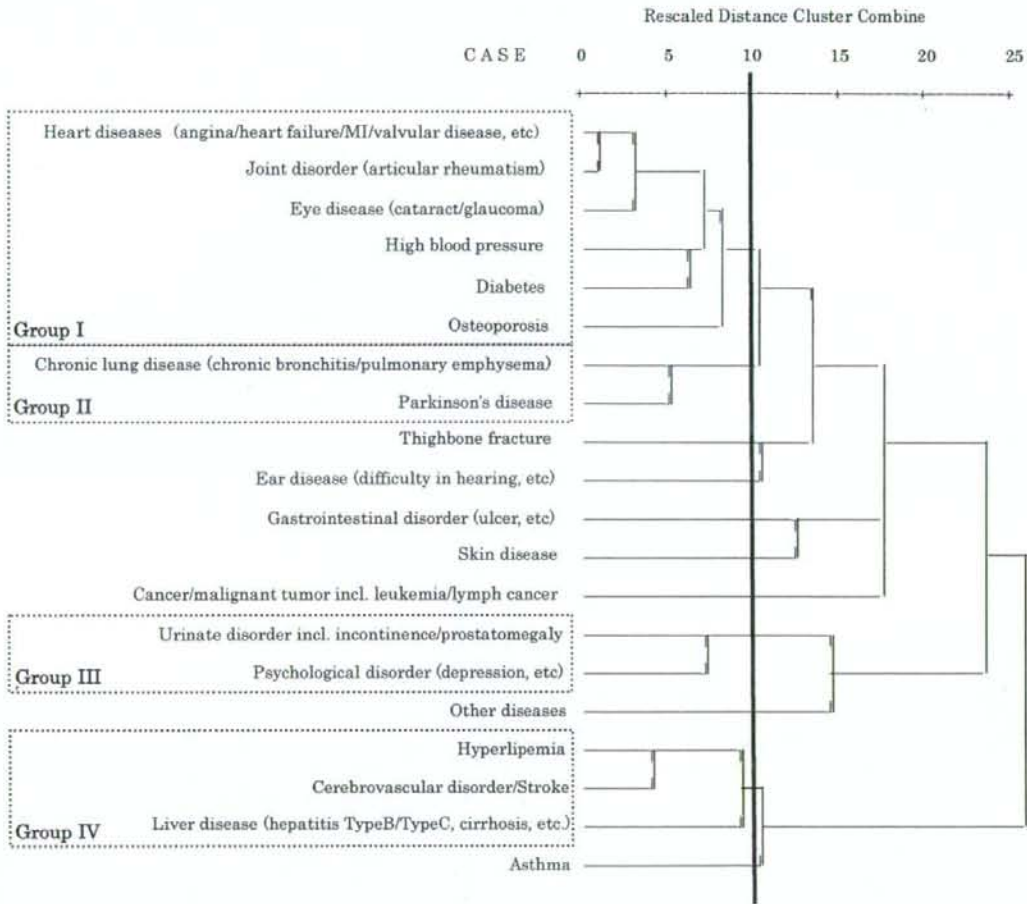 Rescaled Distance Cluster Combine
CASE 0 5 10 15 20 25
Heart diseases (angina/heart failure/MI/valvular disease, etc)
Joint disorder (articular rheumatism)
Eye disease (cataract/glaucoma)
High blood pressure
Diabetes
Group I Osteoporosis
Chronic lung disease (chronic bronchitis/pulmonary emphysema)
Group II Parkinson's disease
Thighbone fracture
Ear disease (difficulty in hearing, etc)
Gastrointestinal disorder (ulcer, etc)
Skin disease
Cancer/malignant tumor incl. leukemia/lymph cancer
Urinate disorder incl. incontinence/prostatomegaly
Group III Psychological disorder (depression, etc)
Other diseases
Hyperlipemia
Cerebrovascular disorder/Stroke
Group IV Liver disease (hepatitis TypeB/TypeC, cirrhosis, etc.)
Asthma